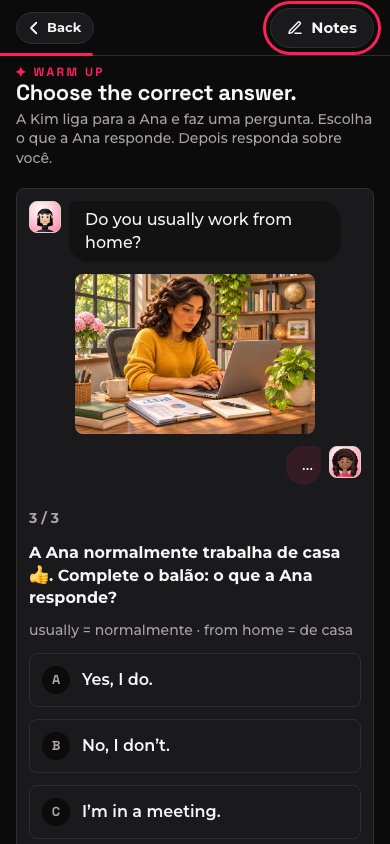 Back
Notes
WARM UP
Choose the correct answer.
A Kim liga para a Ana e faz uma pergunta. Escolha
o que a Ana responde. Depois responda sobre
você.
Do you usually work from
home?
...
3 / 3
A Ana normalmente trabalha de casa
👍. Complete o balão: o que a Ana
responde?
usually = normalmente · from home = de casa
A Yes, I do.
B No, I don’t.
C I’m in a meeting.